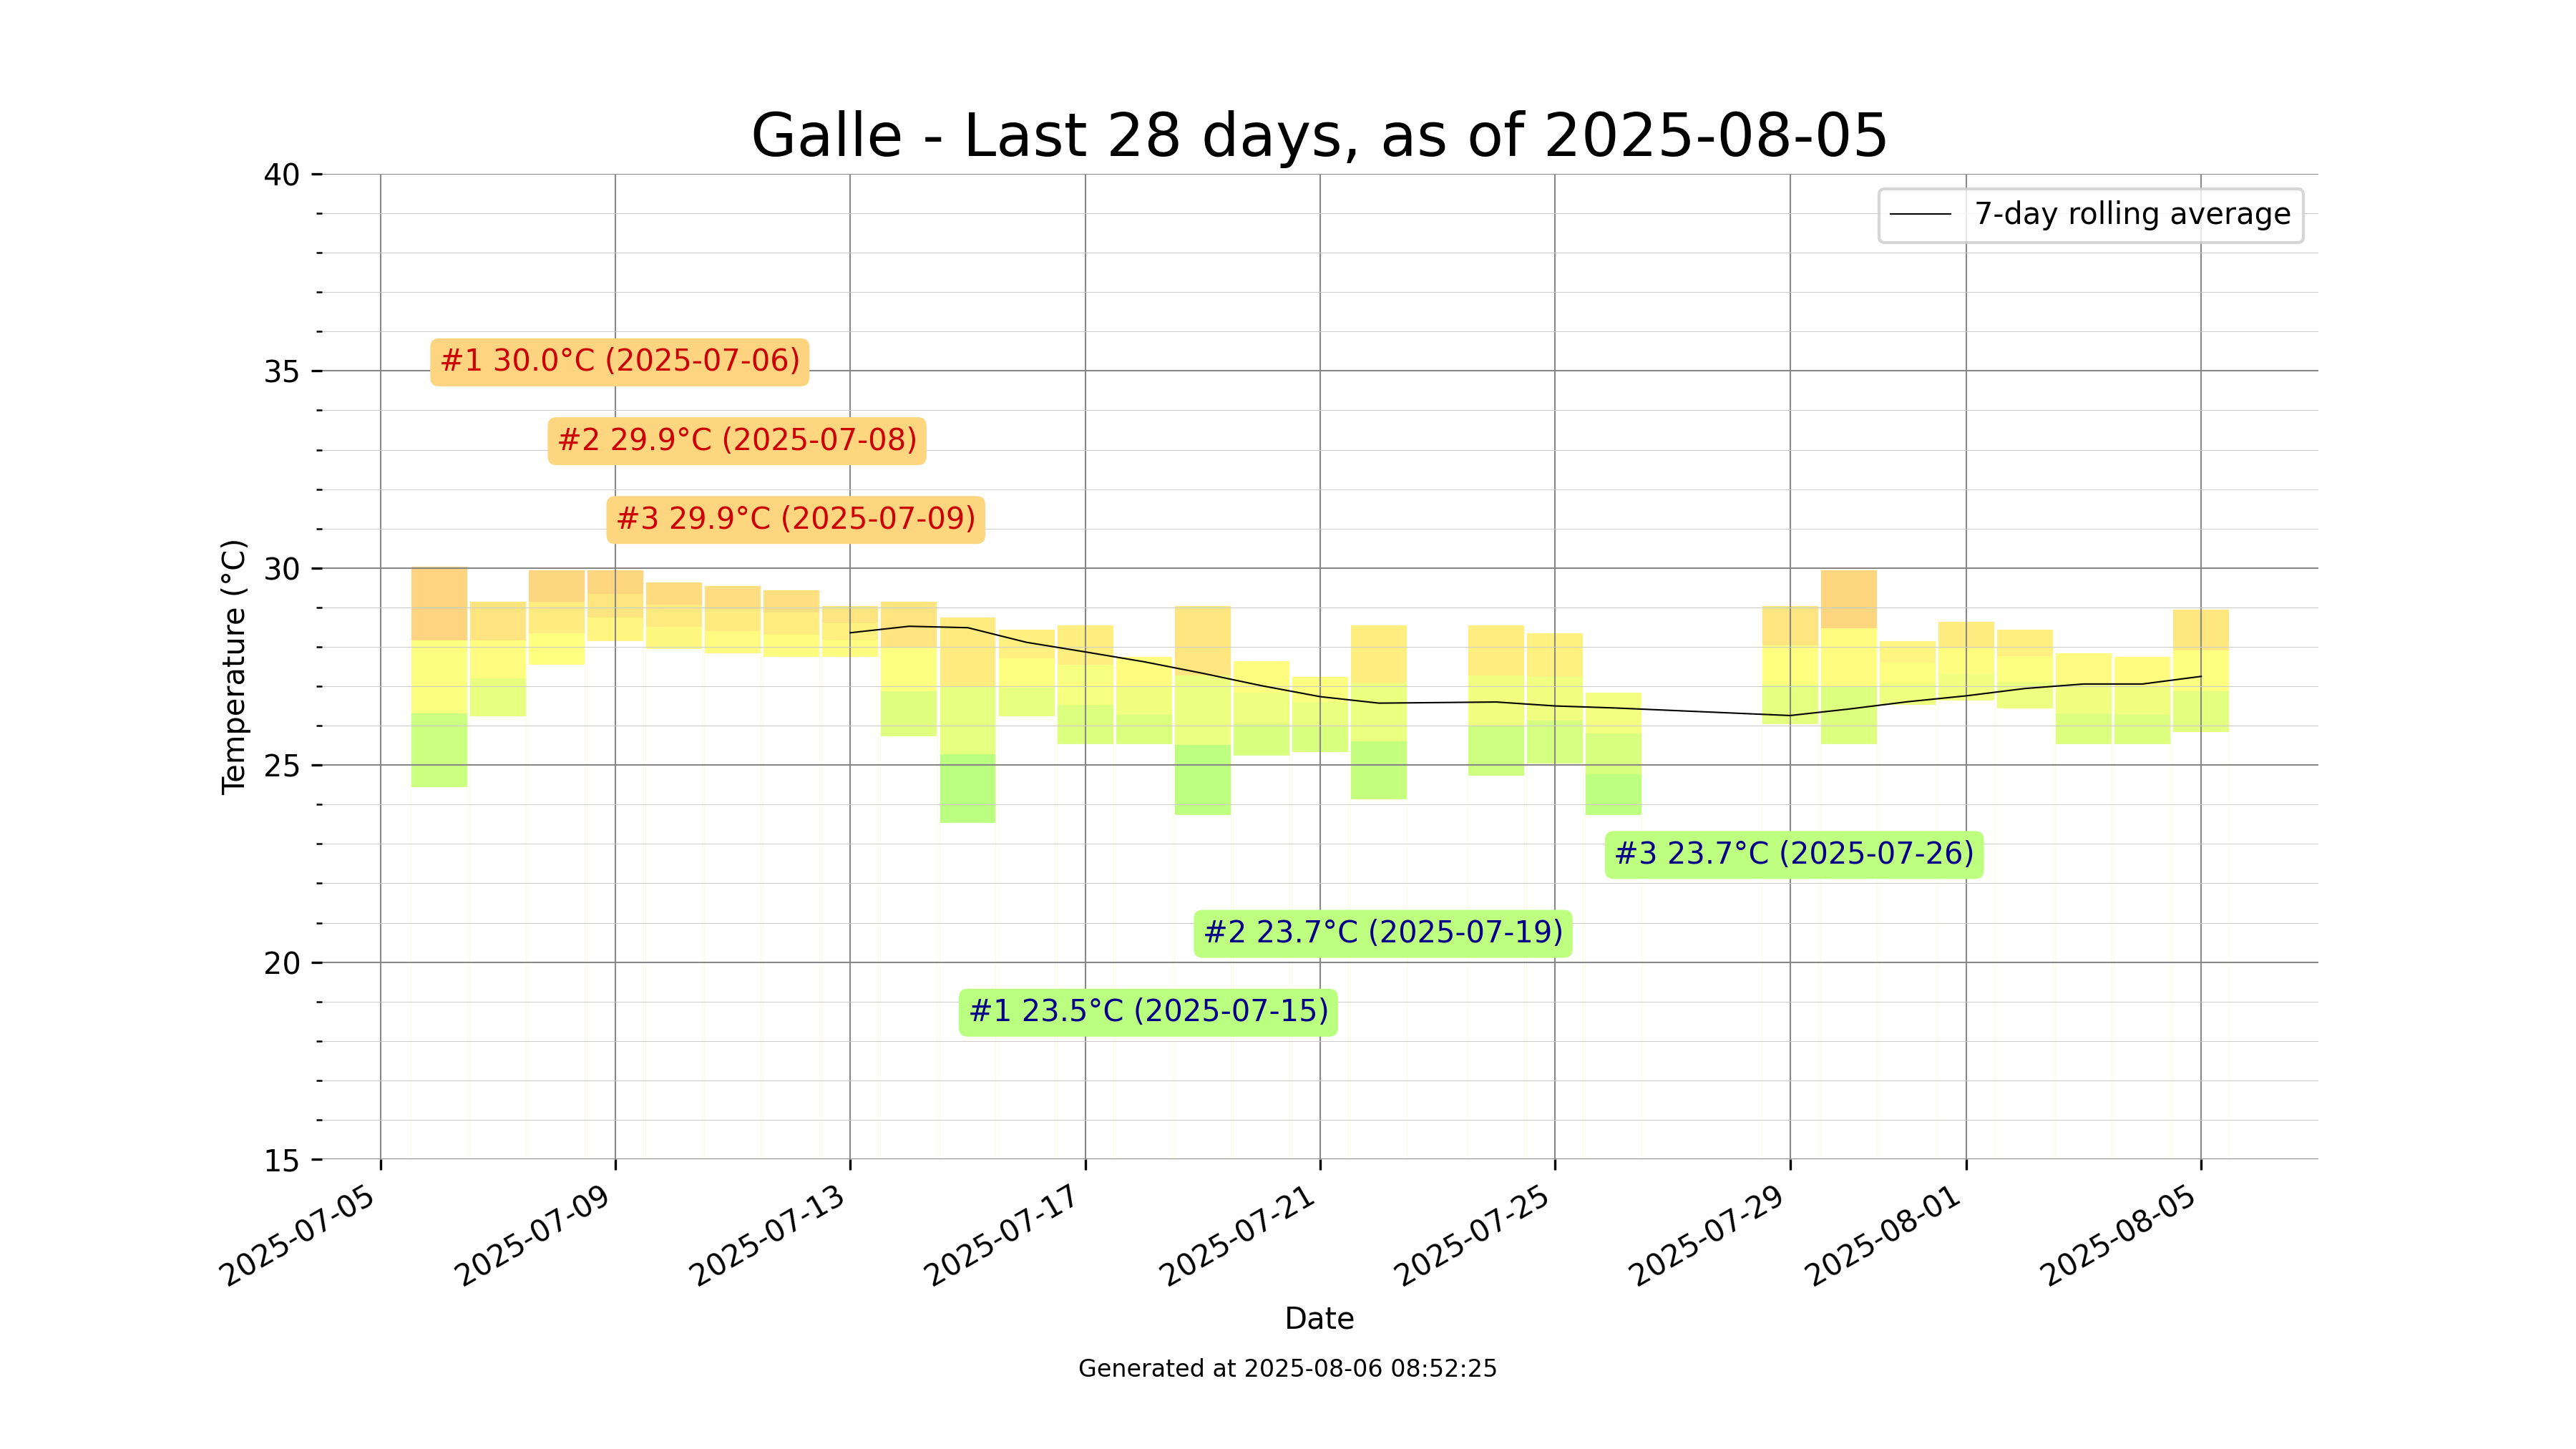 Galle - Last 28 days, as of 2025-08-05
7-day rolling average
Temperature (°C)
40
35
30
25
20
15
#1 30.0°C (2025-07-06)
#2 29.9°C (2025-07-08)
#3 29.9°C (2025-07-09)
#3 23.7°C (2025-07-26)
#2 23.7°C (2025-07-19)
#1 23.5°C (2025-07-15)
2025-07-05
2025-07-09
2025-07-13
2025-07-17
2025-07-21
2025-07-25
2025-07-29
2025-08-01
2025-08-05
Date
Generated at 2025-08-06 08:52:25